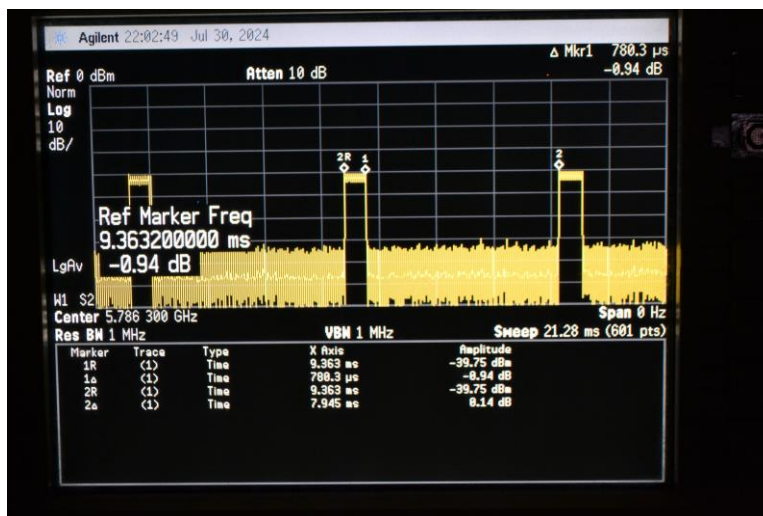 Agilent 22:02:49 Jul 30, 2024
Δ Mkr1 780.3 µs
Ref 0 dBm Atten 10 dB -0.94 dB
Norm
Log
10
dB/
2R 1 2
Ref Marker Freq
9.363200000 ms
-0.94 dB
LgAv
W1 S2
Center 5.786 300 GHz Span 0 Hz
Res BW 1 MHz VBW 1 MHz Sweep 21.28 ms (601 pts)
Marker Trace Type X Axis Amplitude
1R (1) Time 9.363 ms -39.75 dBm
1Δ (1) Time 780.3 µs -0.94 dB
2R (1) Time 9.363 ms -39.75 dBm
2Δ (1) Time 7.945 ms 0.14 dB